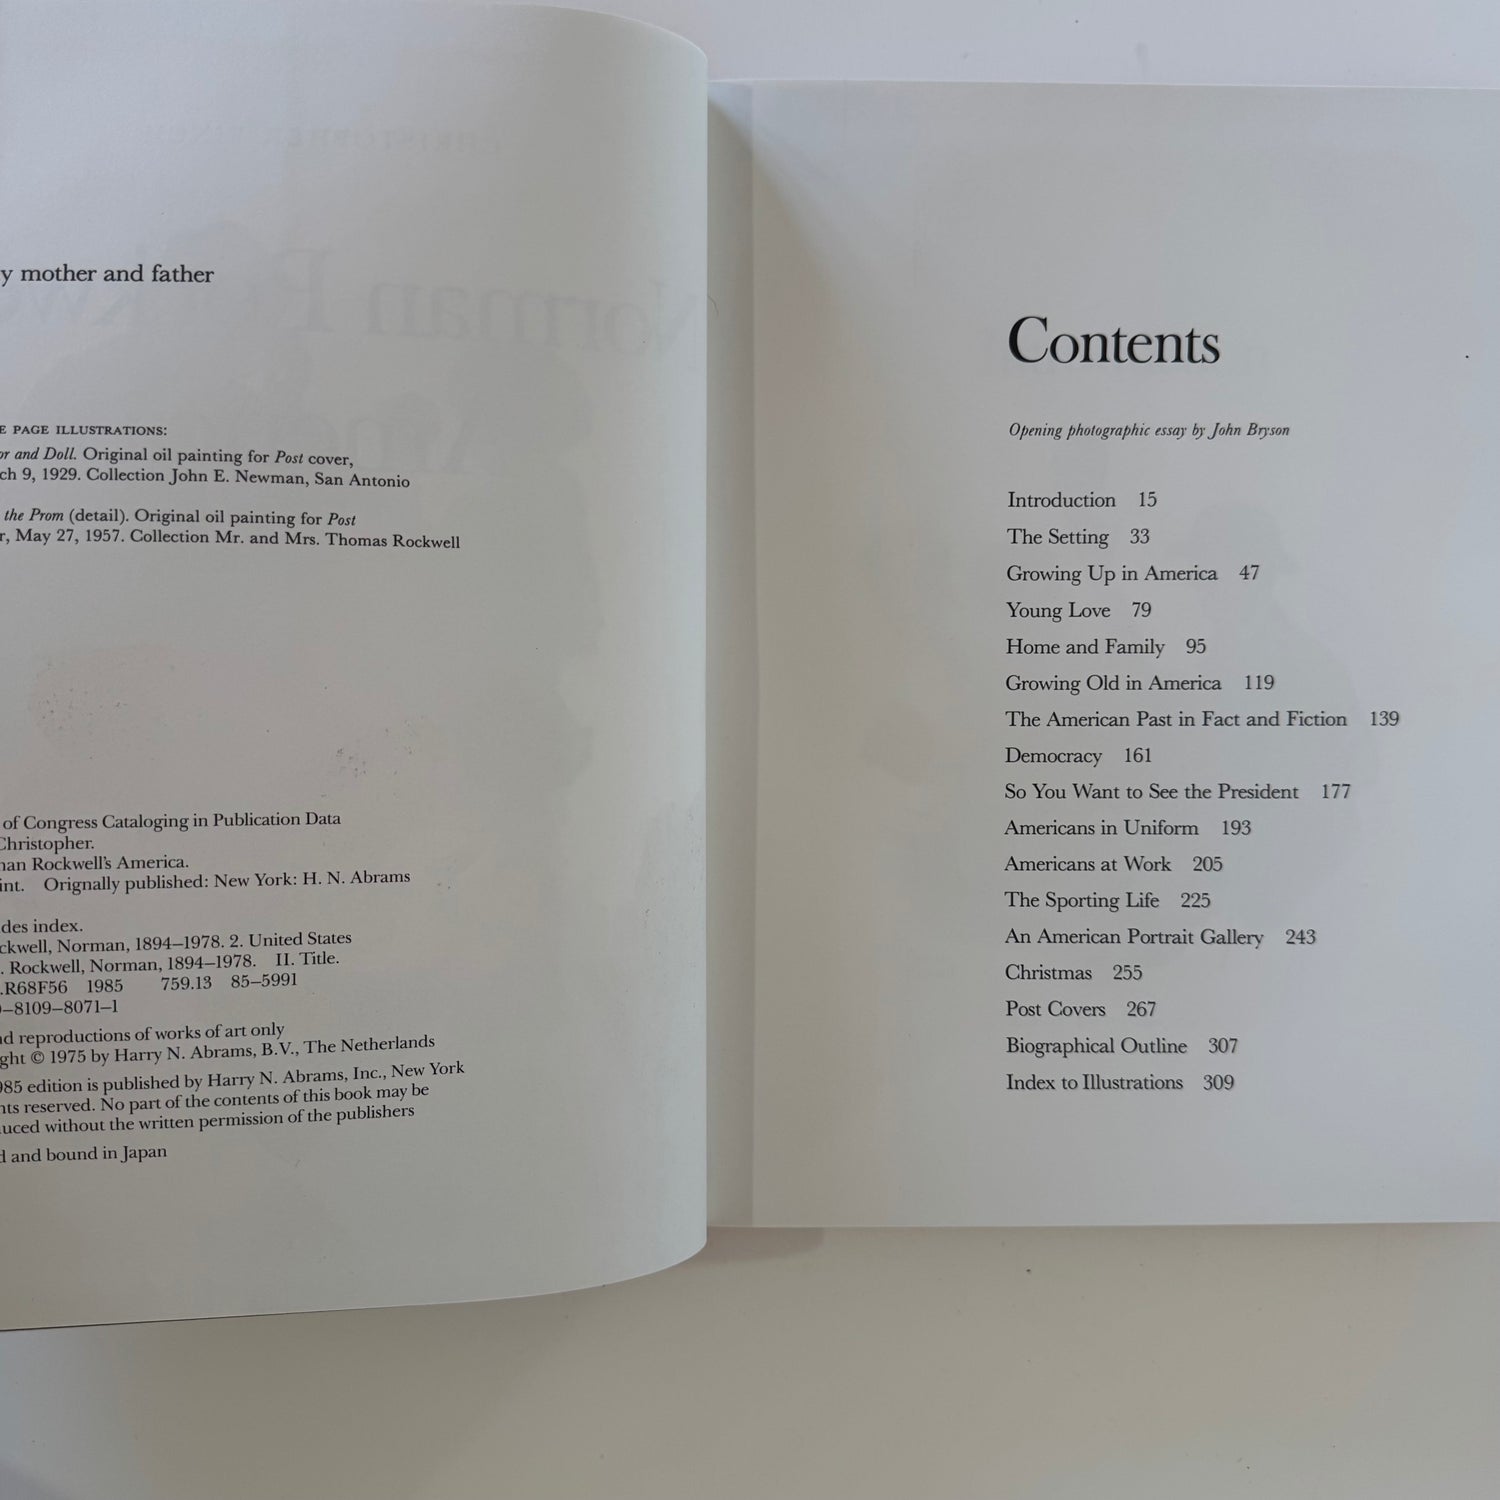 y mother and father
E PAGE ILLUSTRATIONS:
or and Doll. Original oil painting for Post cover,
ch 9, 1929. Collection John E. Newman, San Antonio
the Prom (detail). Original oil painting for Post
r, May 27, 1957. Collection Mr. and Mrs. Thomas Rockwell
of Congress Cataloging in Publication Data
Christopher.
nan Rockwell's America.
int. Orignally published: New York: H. N. Abrams
des index.
ckwell, Norman, 1894–1978. 2. United States
. Rockwell, Norman, 1894–1978. II. Title.
.R68F56 1985 759.13 85–5991
–8109–8071–1
d reproductions of works of art only
ght © 1975 by Harry N. Abrams, B.V., The Netherlands
985 edition is published by Harry N. Abrams, Inc., New York
nts reserved. No part of the contents of this book may be
uced without the written permission of the publishers
d and bound in Japan
Contents
Opening photographic essay by John Bryson
Introduction 15
The Setting 33
Growing Up in America 47
Young Love 79
Home and Family 95
Growing Old in America 119
The American Past in Fact and Fiction 139
Democracy 161
So You Want to See the President 177
Americans in Uniform 193
Americans at Work 205
The Sporting Life 225
An American Portrait Gallery 243
Christmas 255
Post Covers 267
Biographical Outline 307
Index to Illustrations 309